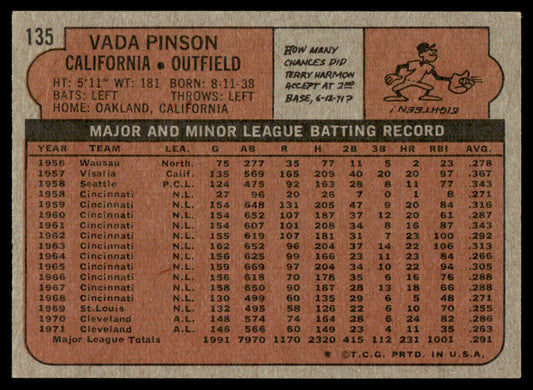 135
VADA PINSON
CALIFORNIA • OUTFIELD
HT: 5'11" WT: 181 BORN: 8-11-38
BATS: LEFT THROWS: LEFT
HOME: OAKLAND, CALIFORNIA
HOW MANY
CHANCES DID
TERRY HARMON
ACCEPT AT 2ND
BASE, 6-12-71?
EIGHTEEN!
MAJOR AND MINOR LEAGUE BATTING RECORD
YEAR TEAM LEA. G AB R H 2B 3B HR RBI AVG.
1956 Wausau North. 75 277 35 77 11 5 2 23 .278
1957 Visalia Calif. 135 569 165 209 40 20 20 97 .367
1958 Seattle P.C.L. 124 475 92 163 28 8 11 77 .343
1958 Cincinnati N.L. 27 96 20 26 7 0 1 8 .271
1959 Cincinnati N.L. 154 648 131 205 47 9 20 84 .316
1960 Cincinnati N.L. 154 652 107 187 37 12 20 61 .287
1961 Cincinnati N.L. 154 607 101 208 34 8 16 87 .343
1962 Cincinnati N.L. 155 619 107 181 31 7 23 100 .292
1963 Cincinnati N.L. 162 652 96 204 37 14 22 106 .313
1964 Cincinnati N.L. 156 625 99 166 23 11 23 84 .266
1965 Cincinnati N.L. 159 669 97 204 34 10 22 94 .305
1966 Cincinnati N.L. 156 618 70 178 35 6 16 76 .288
1967 Cincinnati N.L. 158 650 90 187 28 13 18 66 .288
1968 Cincinnati N.L. 130 499 60 135 29 6 5 48 .271
1969 St.Louis N.L. 132 495 58 126 22 6 10 70 .255
1970 Cleveland A.L. 148 574 74 164 28 6 24 82 .286
1971 Cleveland A.L. 146 566 60 149 23 4 11 35 .263
Major League Totals 1991 7970 1170 2320 415 112 231 1001 .291
* ©T.C.G. PRTD. IN U.S.A.